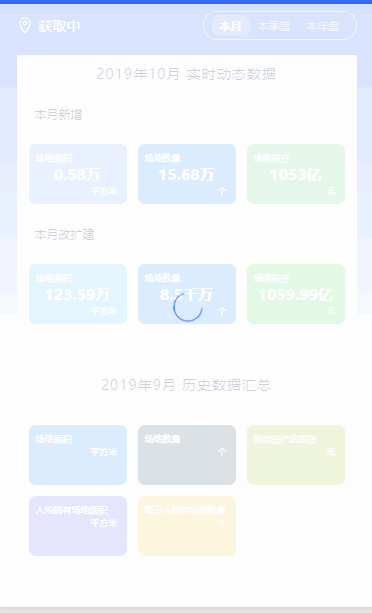 获取中
本月 本季度 本年度
2019年10月 实时动态数据
本月新增
场地面积 场地数量 场地投资
0.58万 15.68万 1053亿
平方米 个 元
本月改扩建
场地面积 场地数量 场地投资
123.59万 8.5千万 1059.99亿
平方米 个 元
2019年9月 历史数据汇总
场地面积 场地数量
平方米 个 元
人均拥有场地面积 每万人拥有场地数量
平方米 个